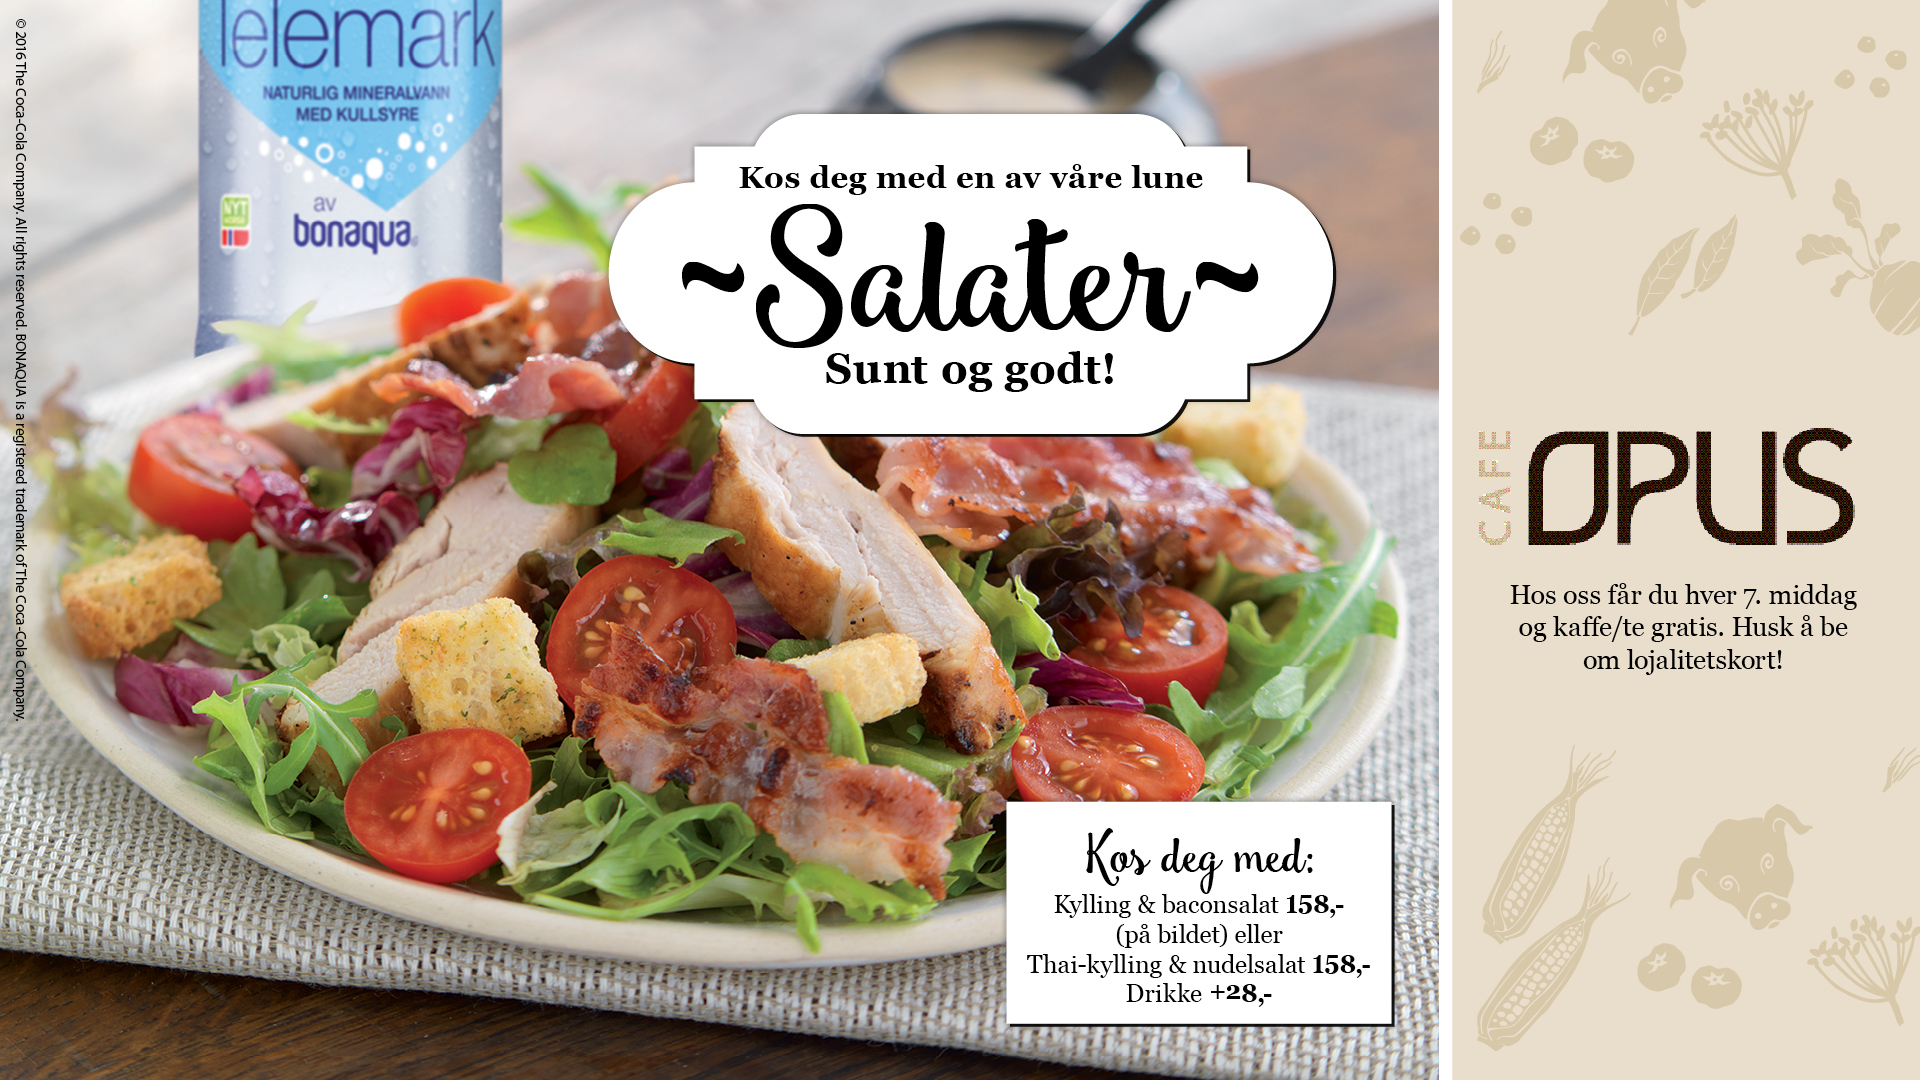 © 2016 The Coca-Cola Company. All rights reserved. BONAQUA is a registered trademark of The Coca-Cola Company.
Telemark
NATURLIG MINERALVANN
MED KULLSYRE
NYT
NORGE
av
bonaqua
Kos deg med en av våre lune
~Salater~
Sunt og godt!
Kos deg med:
Kylling & baconsalat 158,-
(på bildet) eller
Thai-kylling & nudelsalat 158,-
Drikke +28,-
CAFE OPUS
Hos oss får du hver 7. middag
og kaffe/te gratis. Husk å be
om lojalitetskort!